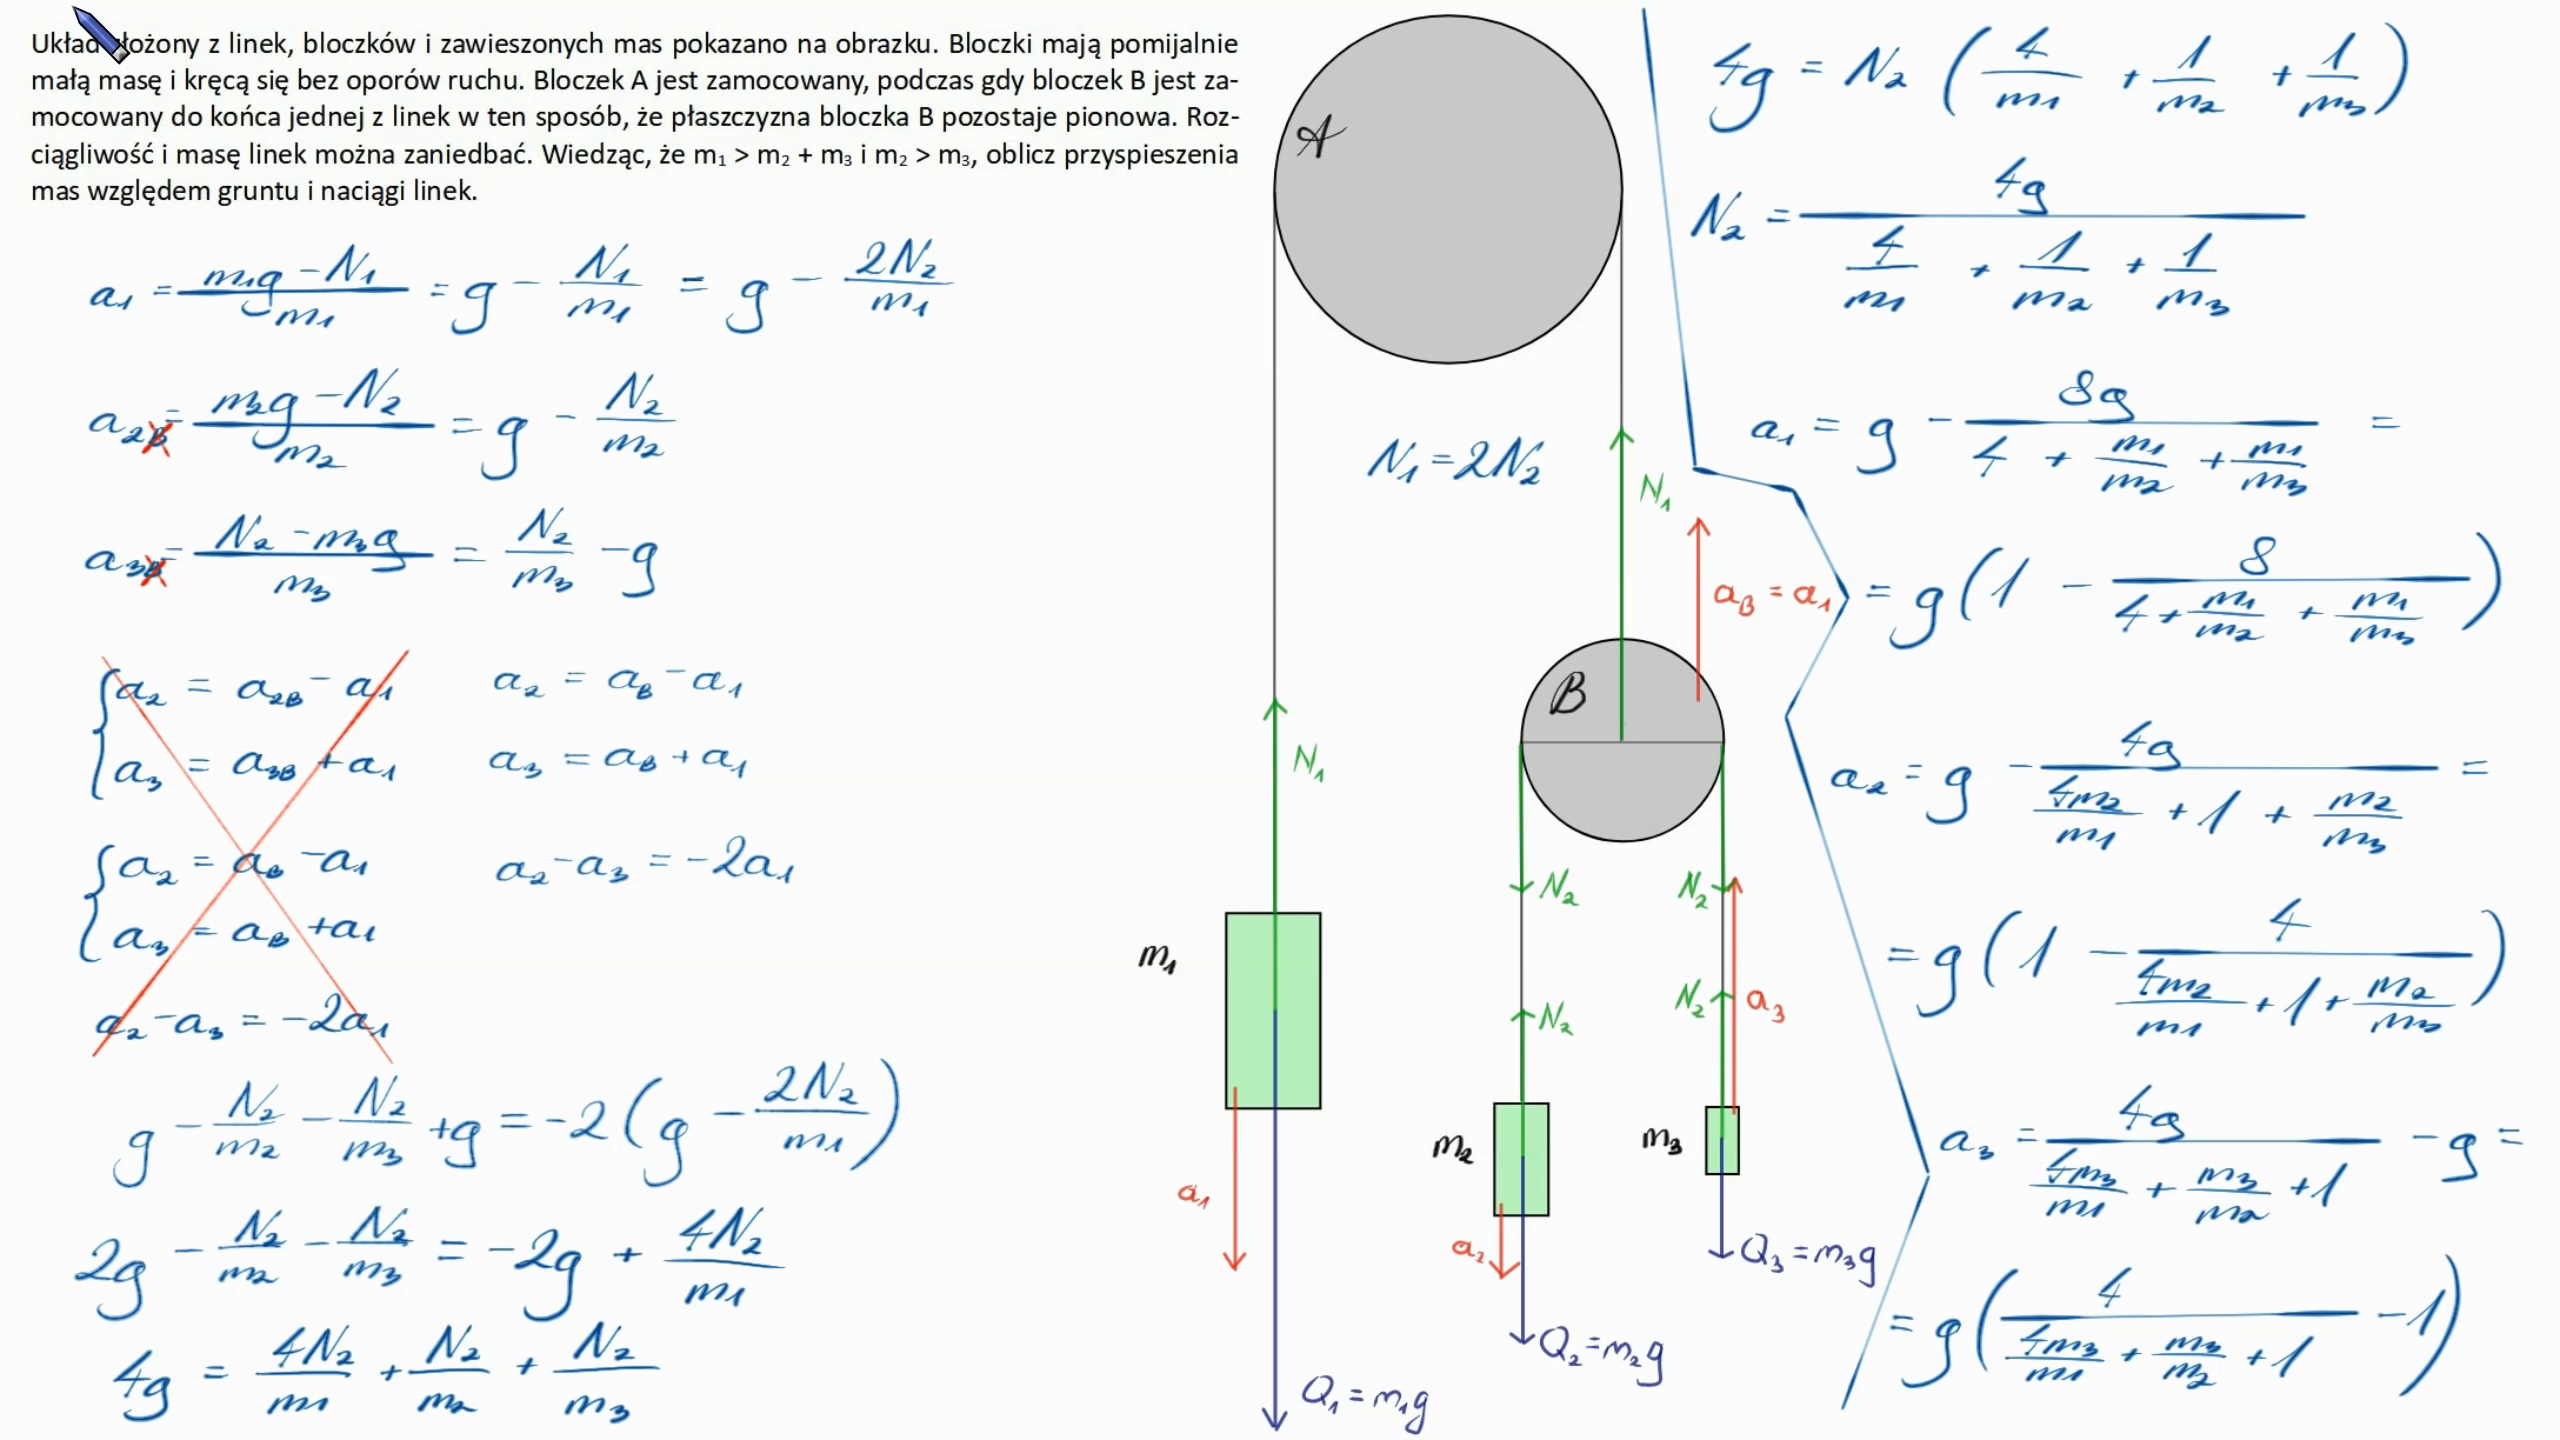 Układ złożony z linek, bloczków i zawieszonych mas pokazano na obrazku. Bloczki mają pomijalnie
małą masę i kręcą się bez oporów ruchu. Bloczek A jest zamocowany, podczas gdy bloczek B jest za-
mocowany do końca jednej z linek w ten sposób, że płaszczyzna bloczka B pozostaje pionowa. Roz-
ciągliwość i masę linek można zaniedbać. Wiedząc, że m₁ > m₂ + m₃ i m₂ > m₃, oblicz przyspieszenia
mas względem gruntu i naciągi linek.
a₁ = (m₁g - N₁)/m₁ = g - N₁/m₁ = g - 2N₂/m₁
a₂B = (m₂g - N₂)/m₂ = g - N₂/m₂
a₃B = (N₂ - m₃g)/m₃ = N₂/m₃ - g
a₂ = a₂B - a₁
a₃ = a₃B + a₁
a₂ = aB - a₁
a₃ = aB + a₁
a₂ - a₃ = -2a₁
a₂ = aB - a₁
a₃ = aB + a₁
a₂ - a₃ = -2a₁
g - N₂/m₂ - N₂/m₃ + g = -2(g - 2N₂/m₁)
2g - N₂/m₂ - N₂/m₃ = -2g + 4N₂/m₁
4g = 4N₂/m₁ + N₂/m₂ + N₂/m₃
A
N₁ = 2N₂
N₁
aB = a₁
B
N₁
N₂
N₂
m₁
N₂
N₂
a₃
m₂
m₃
a₁
a₂
Q₃ = m₃g
Q₂ = m₂g
Q₁ = m₁g
4g = N₂ (4/m₁ + 1/m₂ + 1/m₃)
N₂ = 4g/(4/m₁ + 1/m₂ + 1/m₃)
a₁ = g - 8g/(4 + m₁/m₂ + m₁/m₃) =
= g(1 - 8/(4 + m₁/m₂ + m₁/m₃))
a₂ = g - 4g/(4m₂/m₁ + 1 + m₂/m₃) =
= g(1 - 4/(4m₂/m₁ + 1 + m₂/m₃))
a₃ = 4g/(4m₃/m₁ + m₃/m₂ + 1) - g =
= g(4/(4m₃/m₁ + m₃/m₂ + 1) - 1)